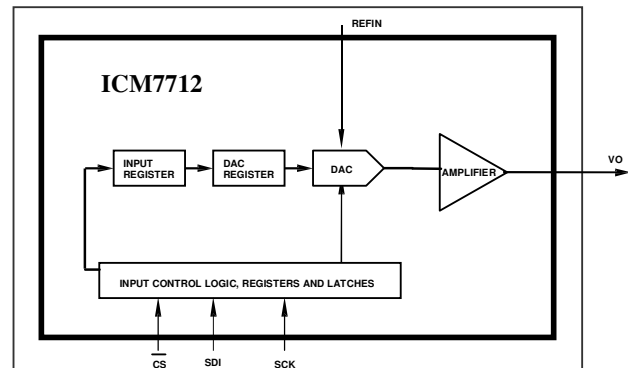 REFIN
ICM7712
INPUT
REGISTER
DAC
REGISTER
DAC
AMPLIFIER
VO
INPUT CONTROL LOGIC, REGISTERS AND LATCHES
CS
SDI
SCK